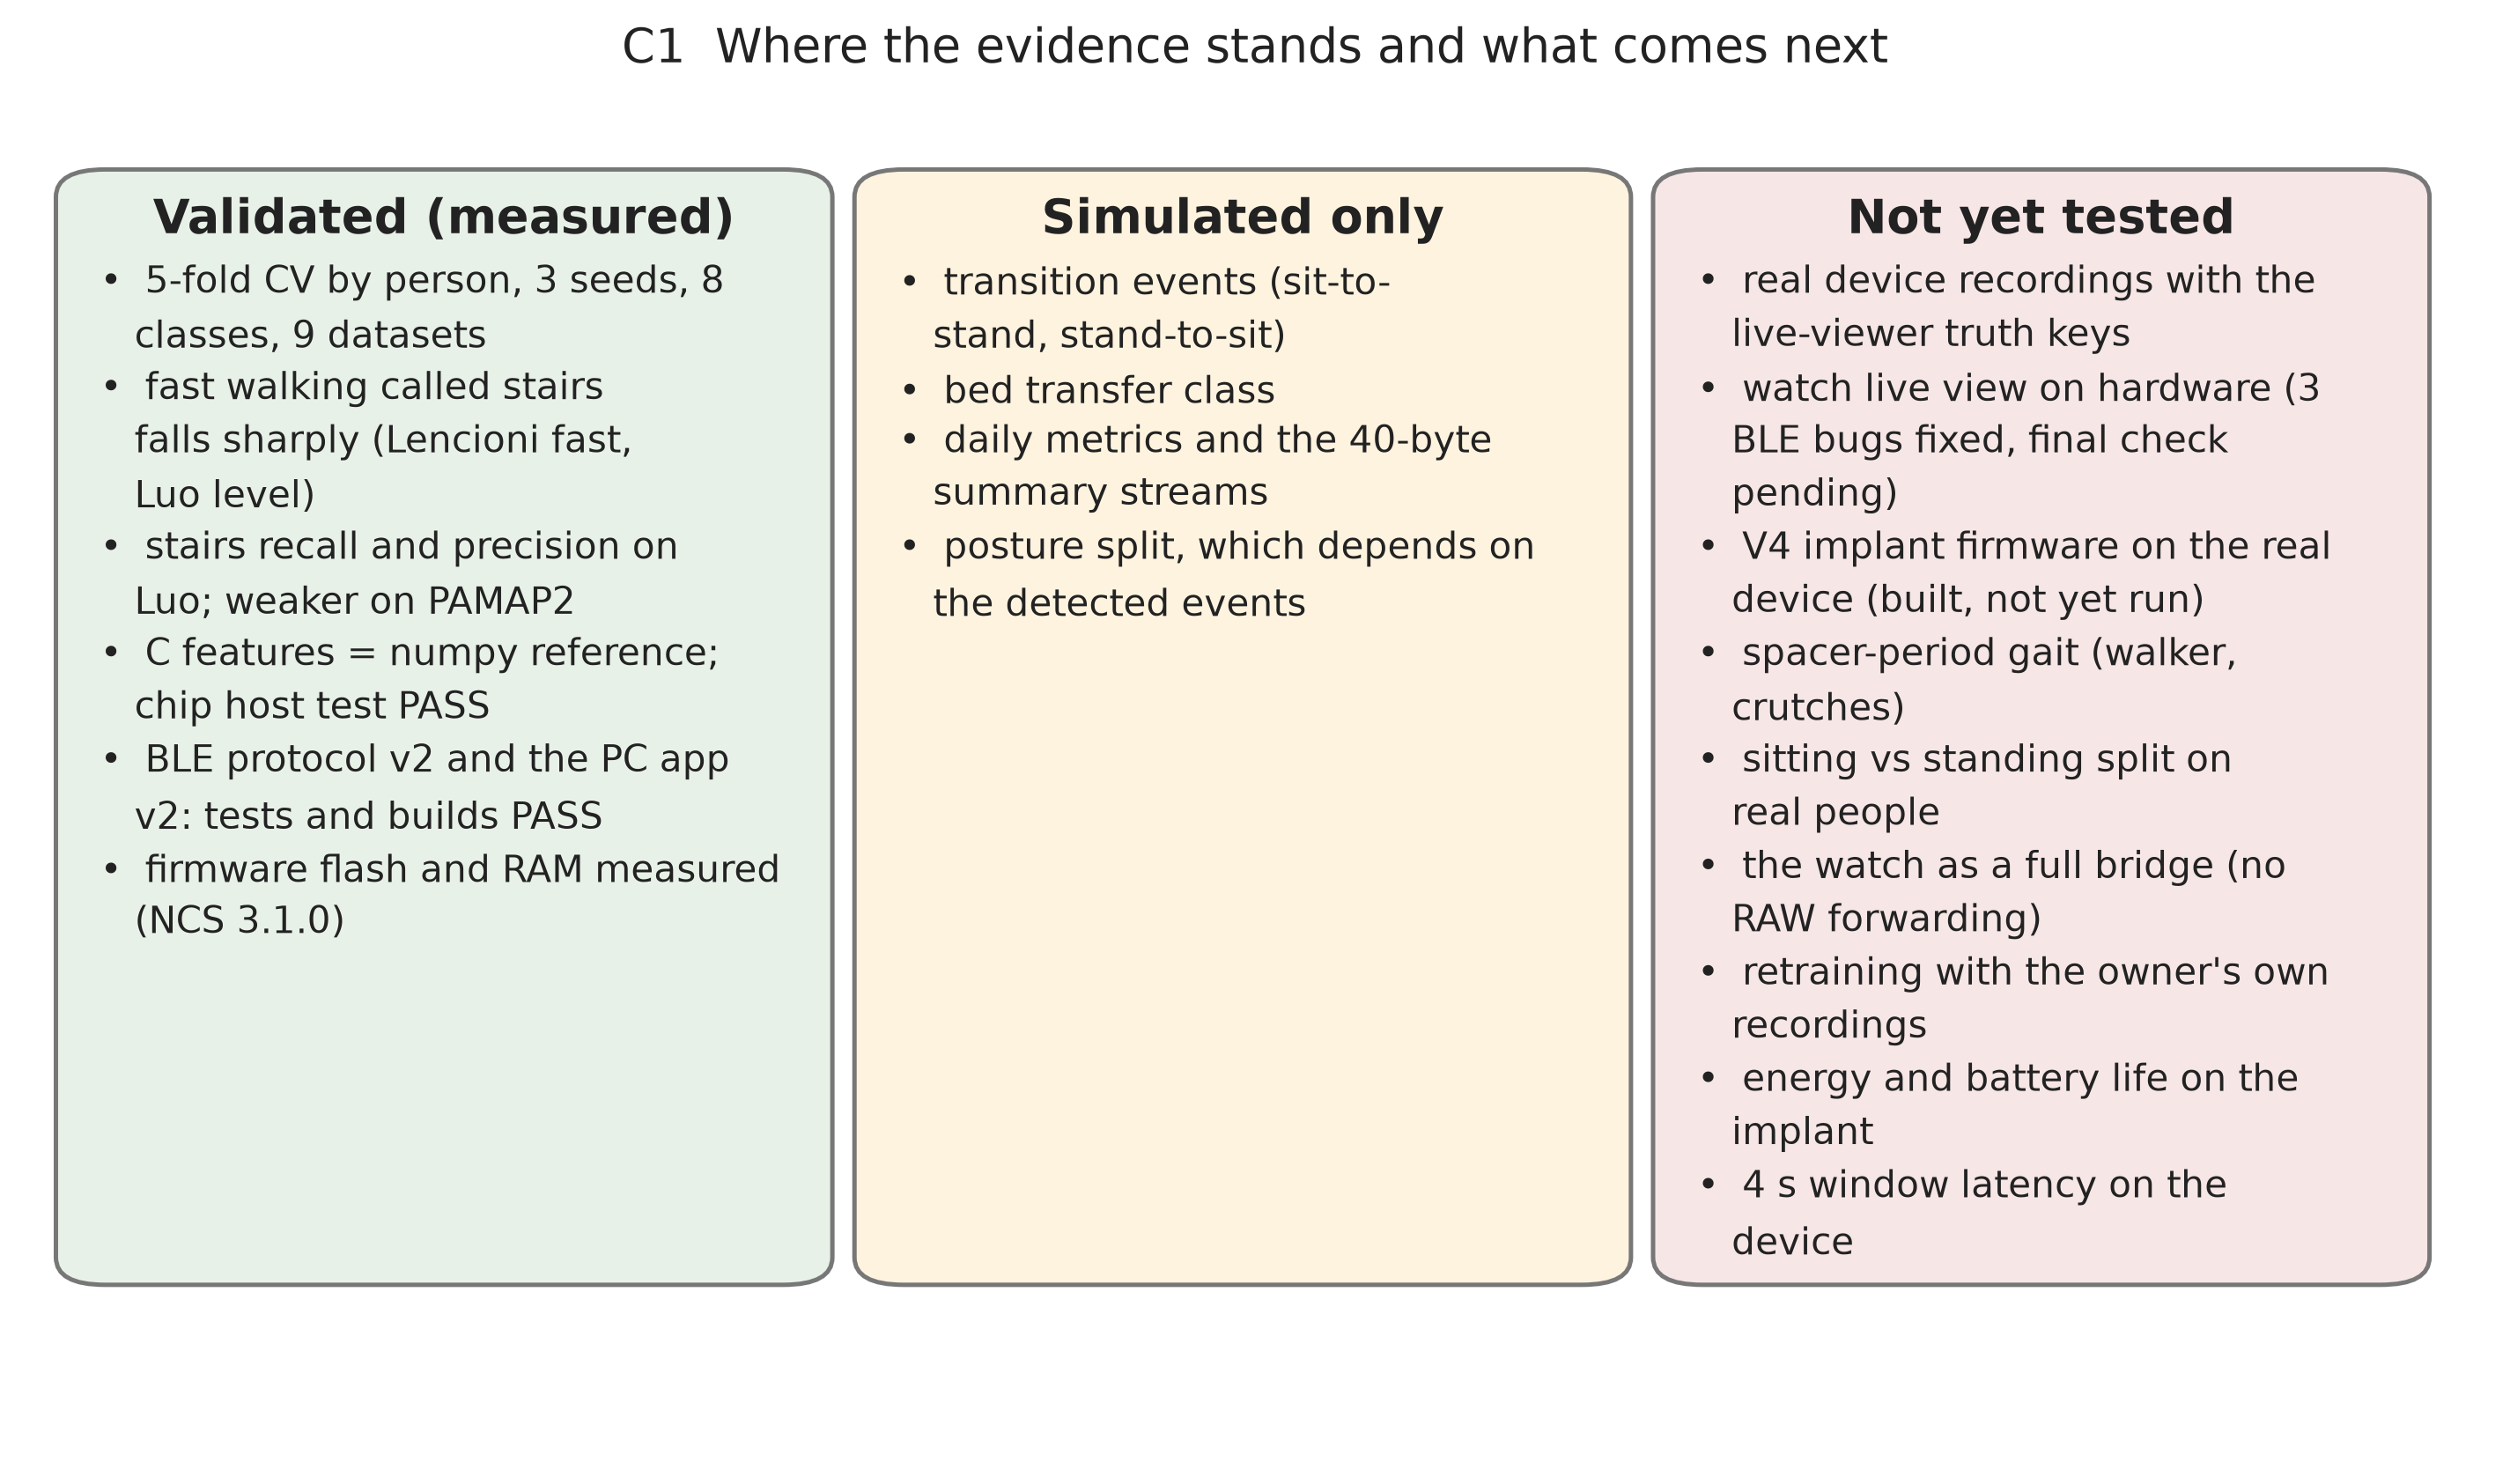 C1  Where the evidence stands and what comes next
Validated (measured)
• 5-fold CV by person, 3 seeds, 8
classes, 9 datasets
• fast walking called stairs
falls sharply (Lencioni fast,
Luo level)
• stairs recall and precision on
Luo; weaker on PAMAP2
• C features = numpy reference;
chip host test PASS
• BLE protocol v2 and the PC app
v2: tests and builds PASS
• firmware flash and RAM measured
(NCS 3.1.0)
Simulated only
• transition events (sit-to-
stand, stand-to-sit)
• bed transfer class
• daily metrics and the 40-byte
summary streams
• posture split, which depends on
the detected events
Not yet tested
• real device recordings with the
live-viewer truth keys
• watch live view on hardware (3
BLE bugs fixed, final check
pending)
• V4 implant firmware on the real
device (built, not yet run)
• spacer-period gait (walker,
crutches)
• sitting vs standing split on
real people
• the watch as a full bridge (no
RAW forwarding)
• retraining with the owner's own
recordings
• energy and battery life on the
implant
• 4 s window latency on the
device